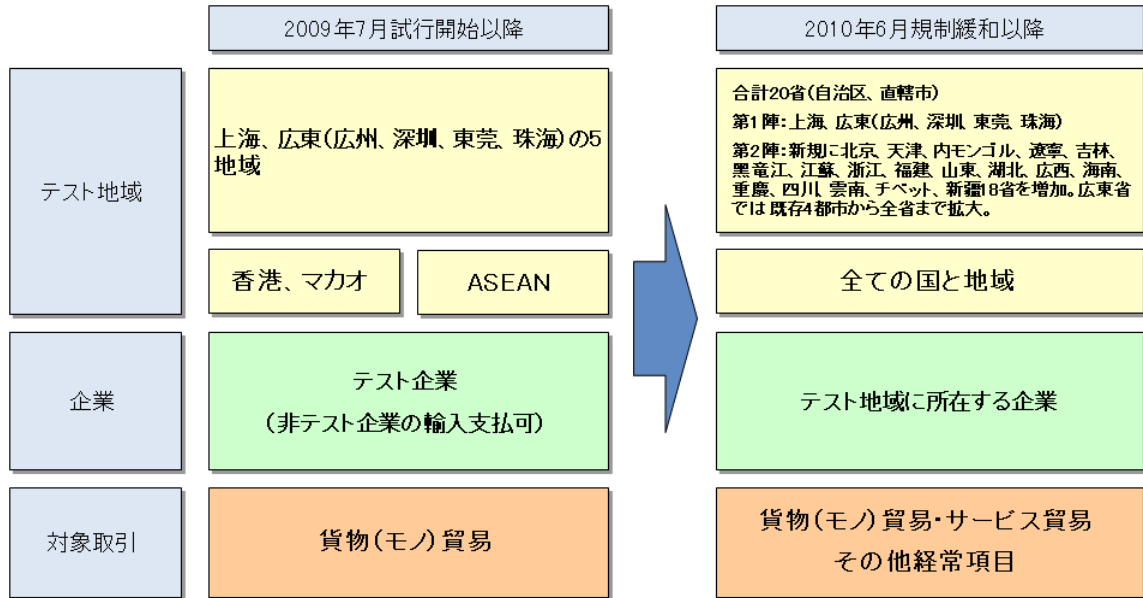 2009年7月試行開始以降
2010年6月規制緩和以降
テスト地域
上海、広東(広州、深圳、東莞、珠海)の5
地域
合計20省(自治区、直轄市)
第1陣:上海、広東(広州、深圳、東莞、珠海)
第2陣:新規に北京、天津、内モンゴル、遼寧、吉林、
黒竜江、江蘇、浙江、福建、山東、湖北、広西、海南、
重慶、四川、雲南、チベット、新疆18省を増加。広東省
では既存4都市から全省まで拡大。
香港、マカオ
ASEAN
全ての国と地域
企業
テスト企業
(非テスト企業の輸入支払可)
テスト地域に所在する企業
対象取引
貨物(モノ)貿易
貨物(モノ)貿易・サービス貿易
その他経常項目